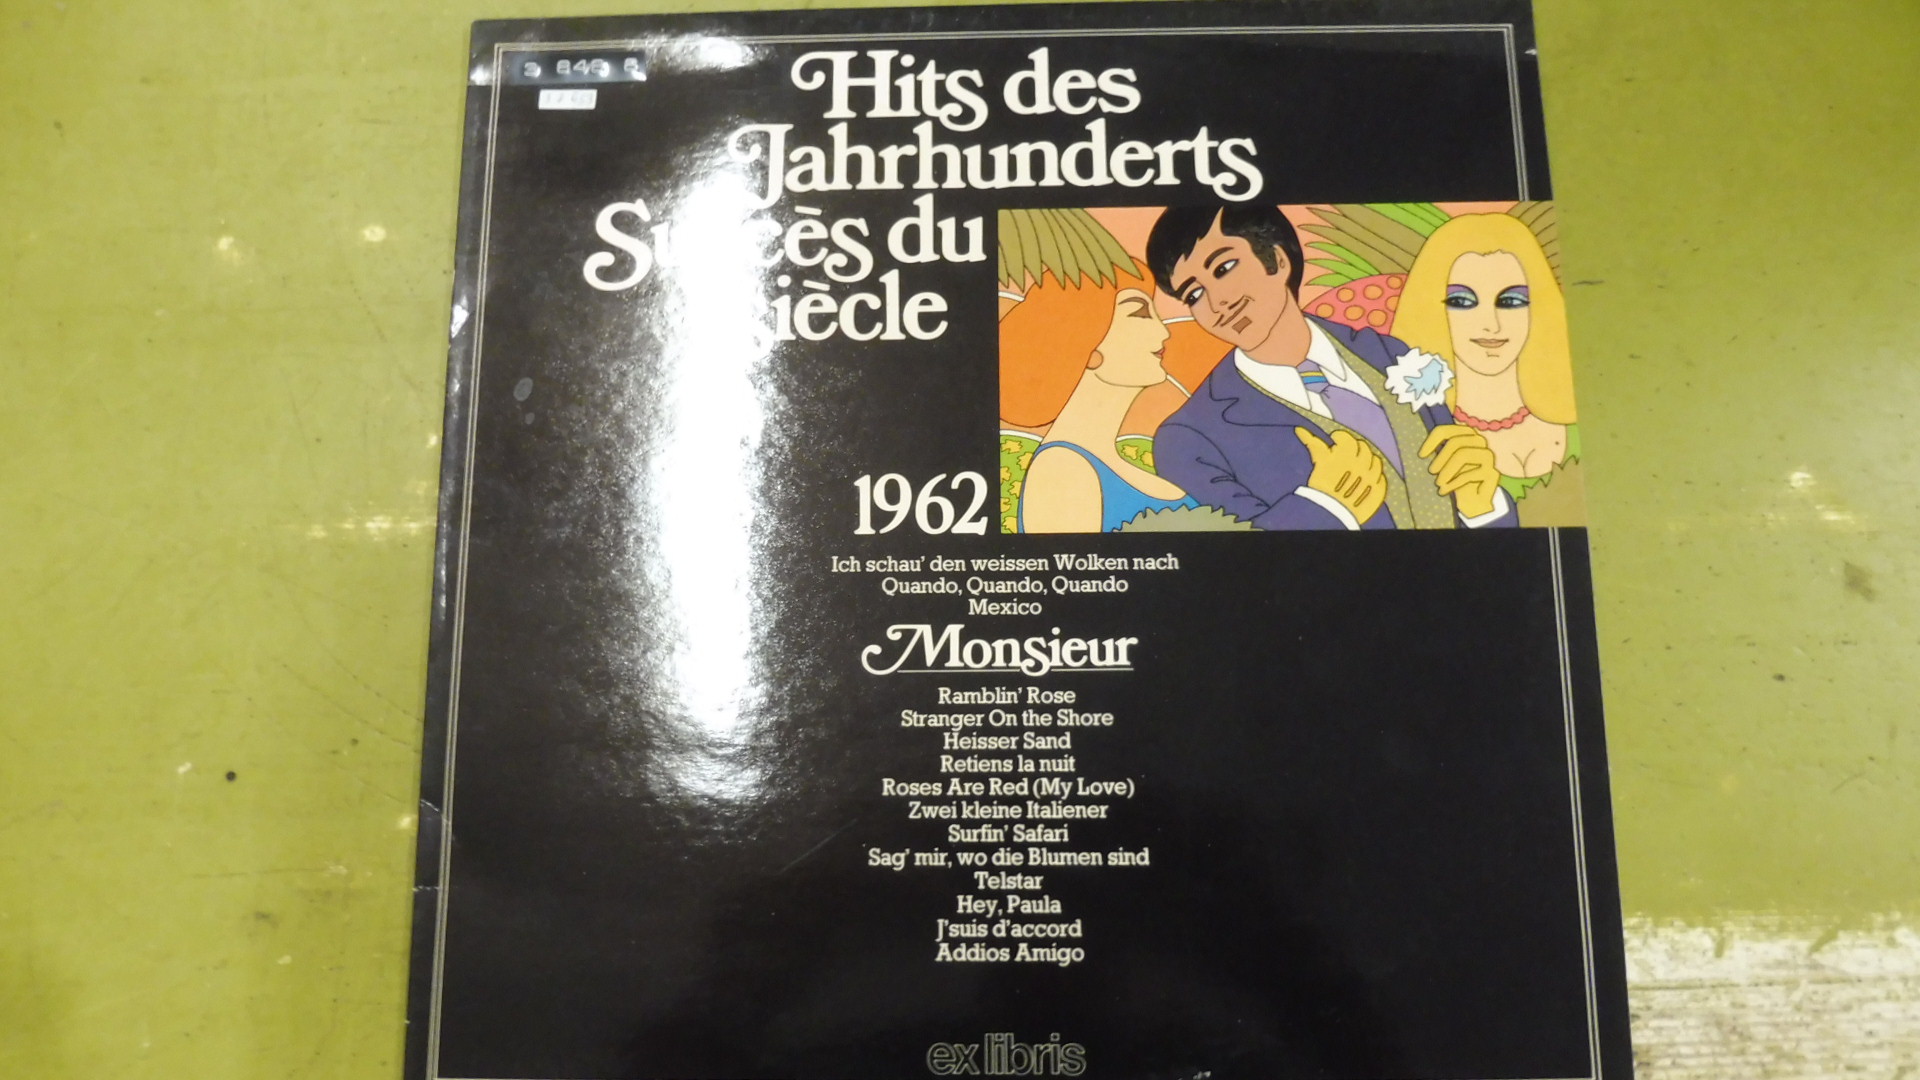 Hits des
Jahrhunderts
Succès du
Siècle
1962
Ich schau' den weissen Wolken nach
Quando, Quando, Quando
Mexico
Monsieur
Ramblin' Rose
Stranger On the Shore
Heisser Sand
Retiens la nuit
Roses Are Red (My Love)
Zwei kleine Italiener
Surfin' Safari
Sag' mir, wo die Blumen sind
Telstar
Hey, Paula
J'suis d'accord
Addios Amigo
ex libris